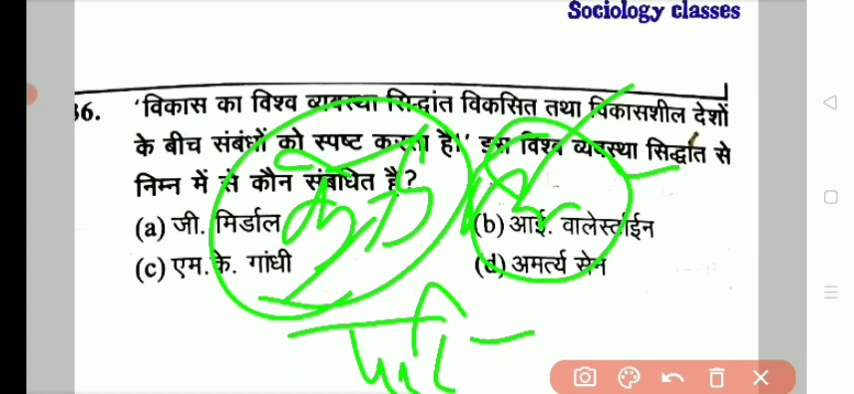 Sociology classes
36. 'विकास का विश्व व्यवस्था सिद्धांत विकसित तथा विकासशील देशों
के बीच संबंधों को स्पष्ट करता है।' इस विश्व व्यवस्था सिद्धांत से
निम्न में से कौन संबंधित है?
(a) जी. मिर्डाल (b) आई. वालेस्टाईन
(c) एम.के. गांधी (d) अमर्त्य सेन